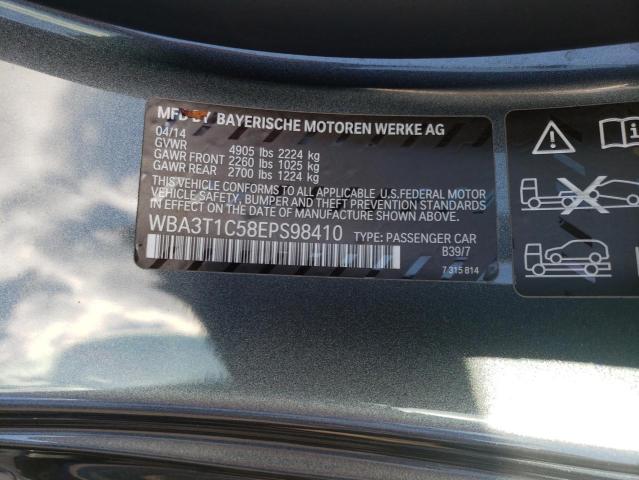 MFD BY BAYERISCHE MOTOREN WERKE AG
04/14
GVWR 4905 lbs 2224 kg
GAWR FRONT 2260 lbs 1025 kg
GAWR REAR 2700 lbs 1224 kg
THIS VEHICLE CONFORMS TO ALL APPLICABLE U.S.FEDERAL MOTOR
VEHICLE SAFETY, BUMPER, AND THEFT PREVENTION STANDARDS
IN EFFECT ON THE DATE OF MANUFACTURE SHOWN ABOVE.
WBA3T1C58EPS98410 TYPE: PASSENGER CAR
B39/7
7 315 814